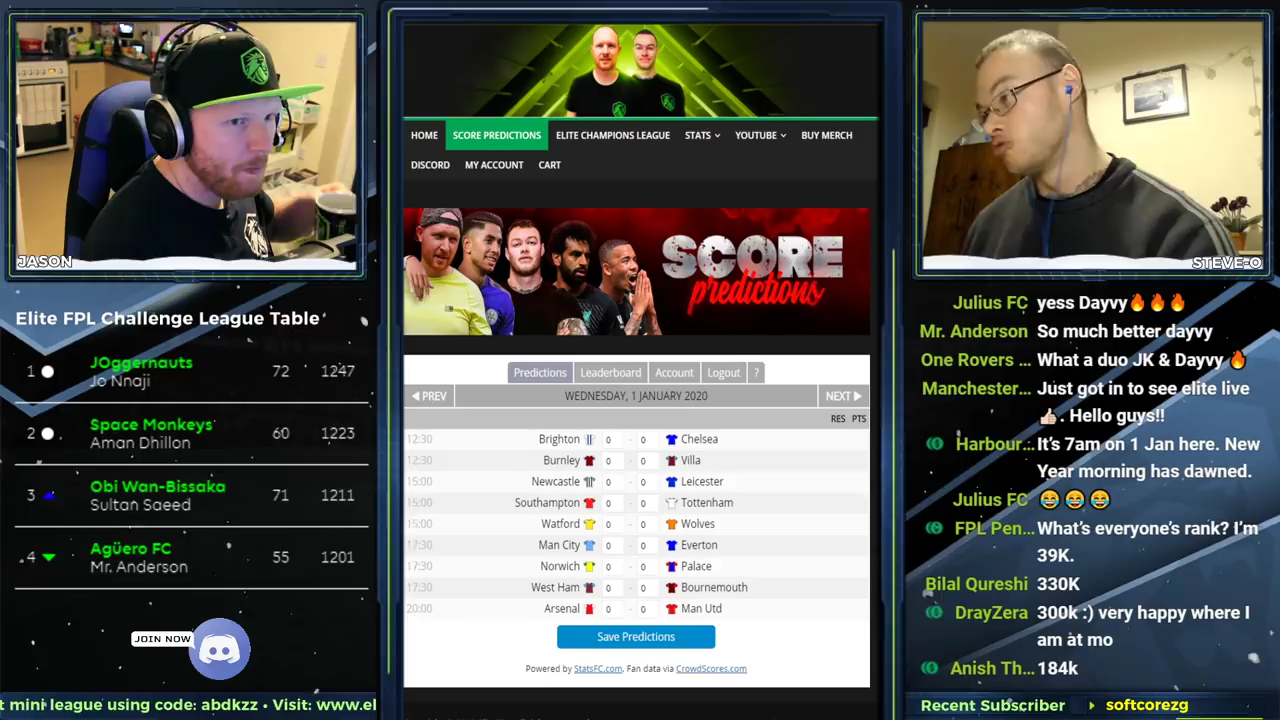 JASON
Elite FPL Challenge League Table
1 JOggernauts 72 1247
Jo Nnaji
2 Space Monkeys 60 1223
Aman Dhillon
3 Obi Wan-Bissaka 71 1211
Sultan Saeed
4 Agüero FC 55 1201
Mr. Anderson
JOIN NOW
t mini league using code: abdkzz • Visit: www.el
HOME SCORE PREDICTIONS ELITE CHAMPIONS LEAGUE STATS YOUTUBE BUY MERCH
DISCORD MY ACCOUNT CART
SCORE
predictions
Predictions Leaderboard Account Logout ?
◀ PREV WEDNESDAY, 1 JANUARY 2020 NEXT ▶
RES PTS
12:30 Brighton 0 - 0 Chelsea
12:30 Burnley 0 - 0 Villa
15:00 Newcastle 0 - 0 Leicester
15:00 Southampton 0 - 0 Tottenham
15:00 Watford 0 - 0 Wolves
17:30 Man City 0 - 0 Everton
17:30 Norwich 0 - 0 Palace
17:30 West Ham 0 - 0 Bournemouth
20:00 Arsenal 0 - 0 Man Utd
Save Predictions
Powered by StatsFC.com. Fan data via CrowdScores.com
STEVE-O
Julius FC yess Dayvy🔥🔥🔥
Mr. Anderson So much better dayvy
One Rovers ... What a duo JK & Dayvy 🔥
Manchester... Just got in to see elite live
👍🏻. Hello guys!!
Harbour... It's 7am on 1 Jan here. New
Year morning has dawned.
Julius FC 😂😂😂
FPL Pen... What's everyone's rank? I'm
39K.
Bilal Qureshi 330K
DrayZera 300k :) very happy where I
am at mo
Anish Th... 184k
Recent Subscriber softcorezg